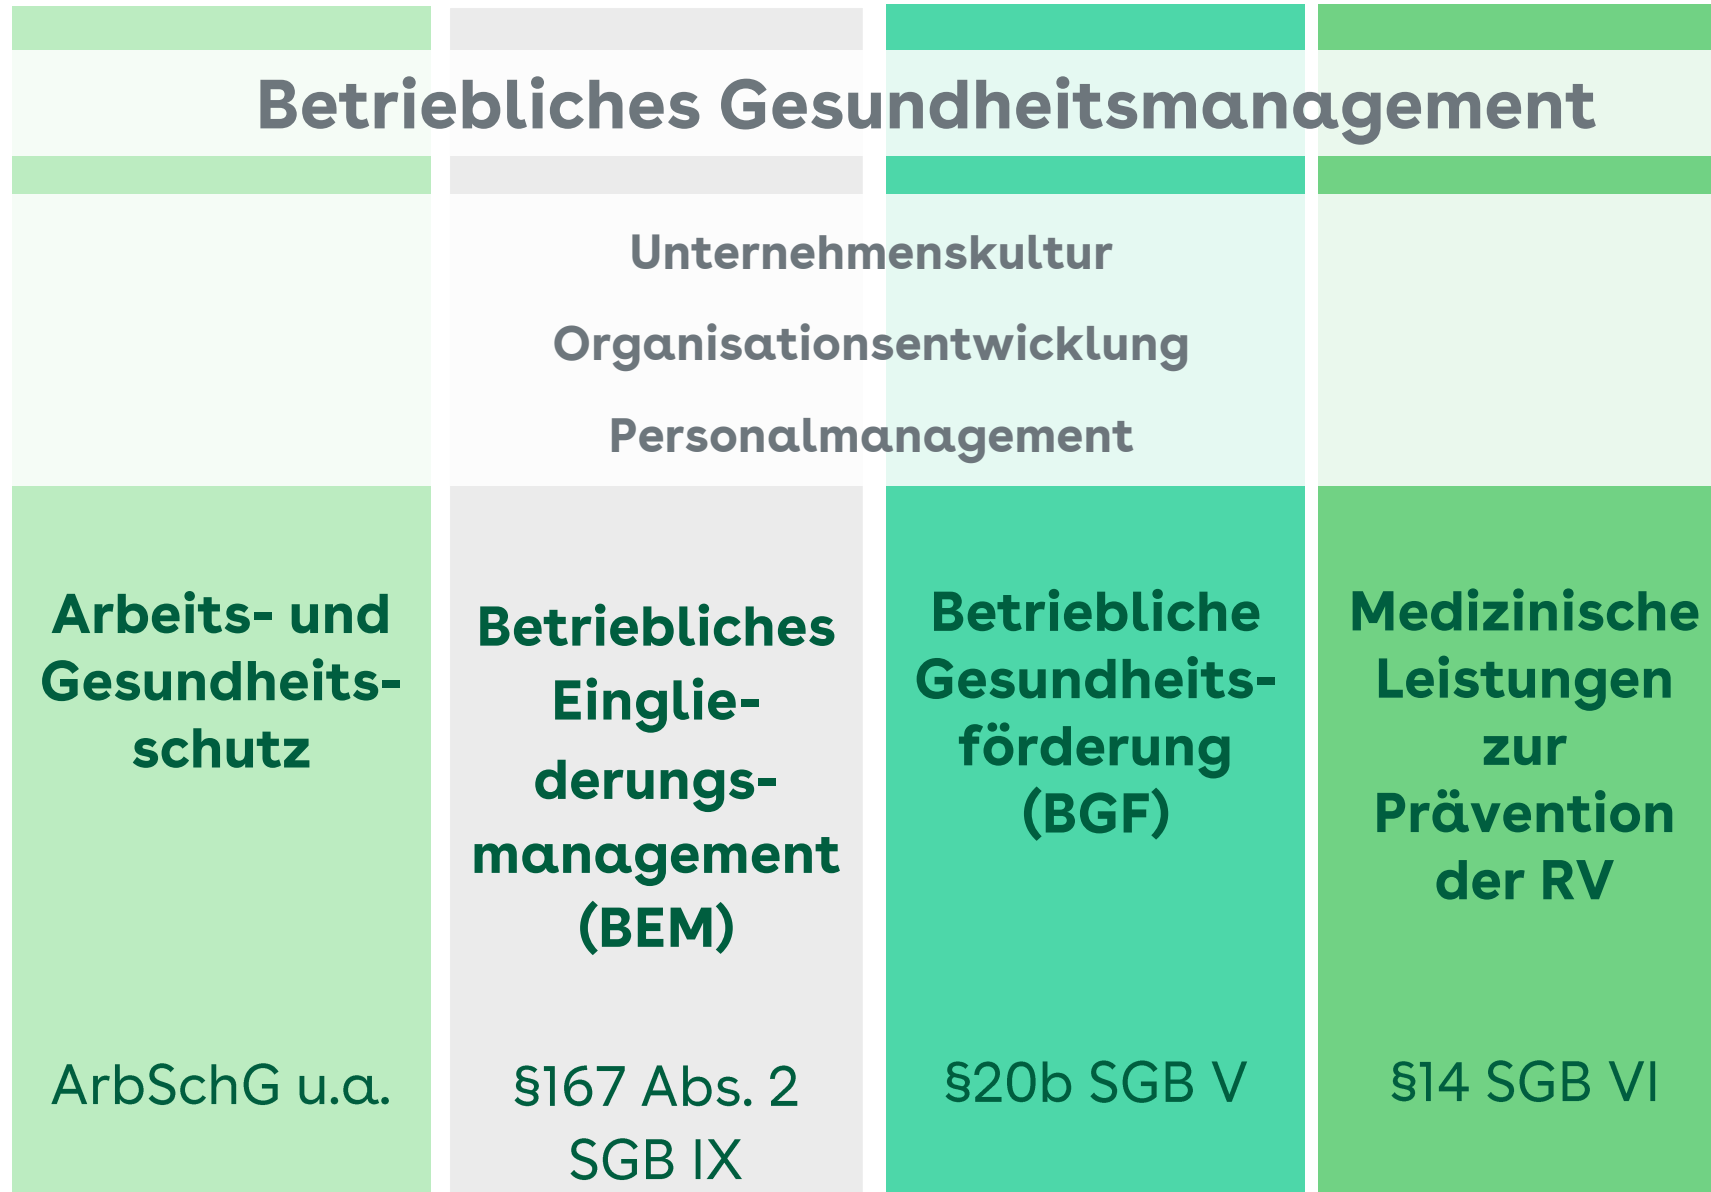 Betriebliches Gesundheitsmanagement
Unternehmenskultur
Organisationsentwicklung
Personalmanagement
Arbeits- und
Gesundheits-
schutz
ArbSchG u.a.
Betriebliches
Einglie-
derungs-
management
(BEM)
§167 Abs. 2
SGB IX
Betriebliche
Gesundheits-
förderung
(BGF)
§20b SGB V
Medizinische
Leistungen
zur
Prävention
der RV
§14 SGB VI